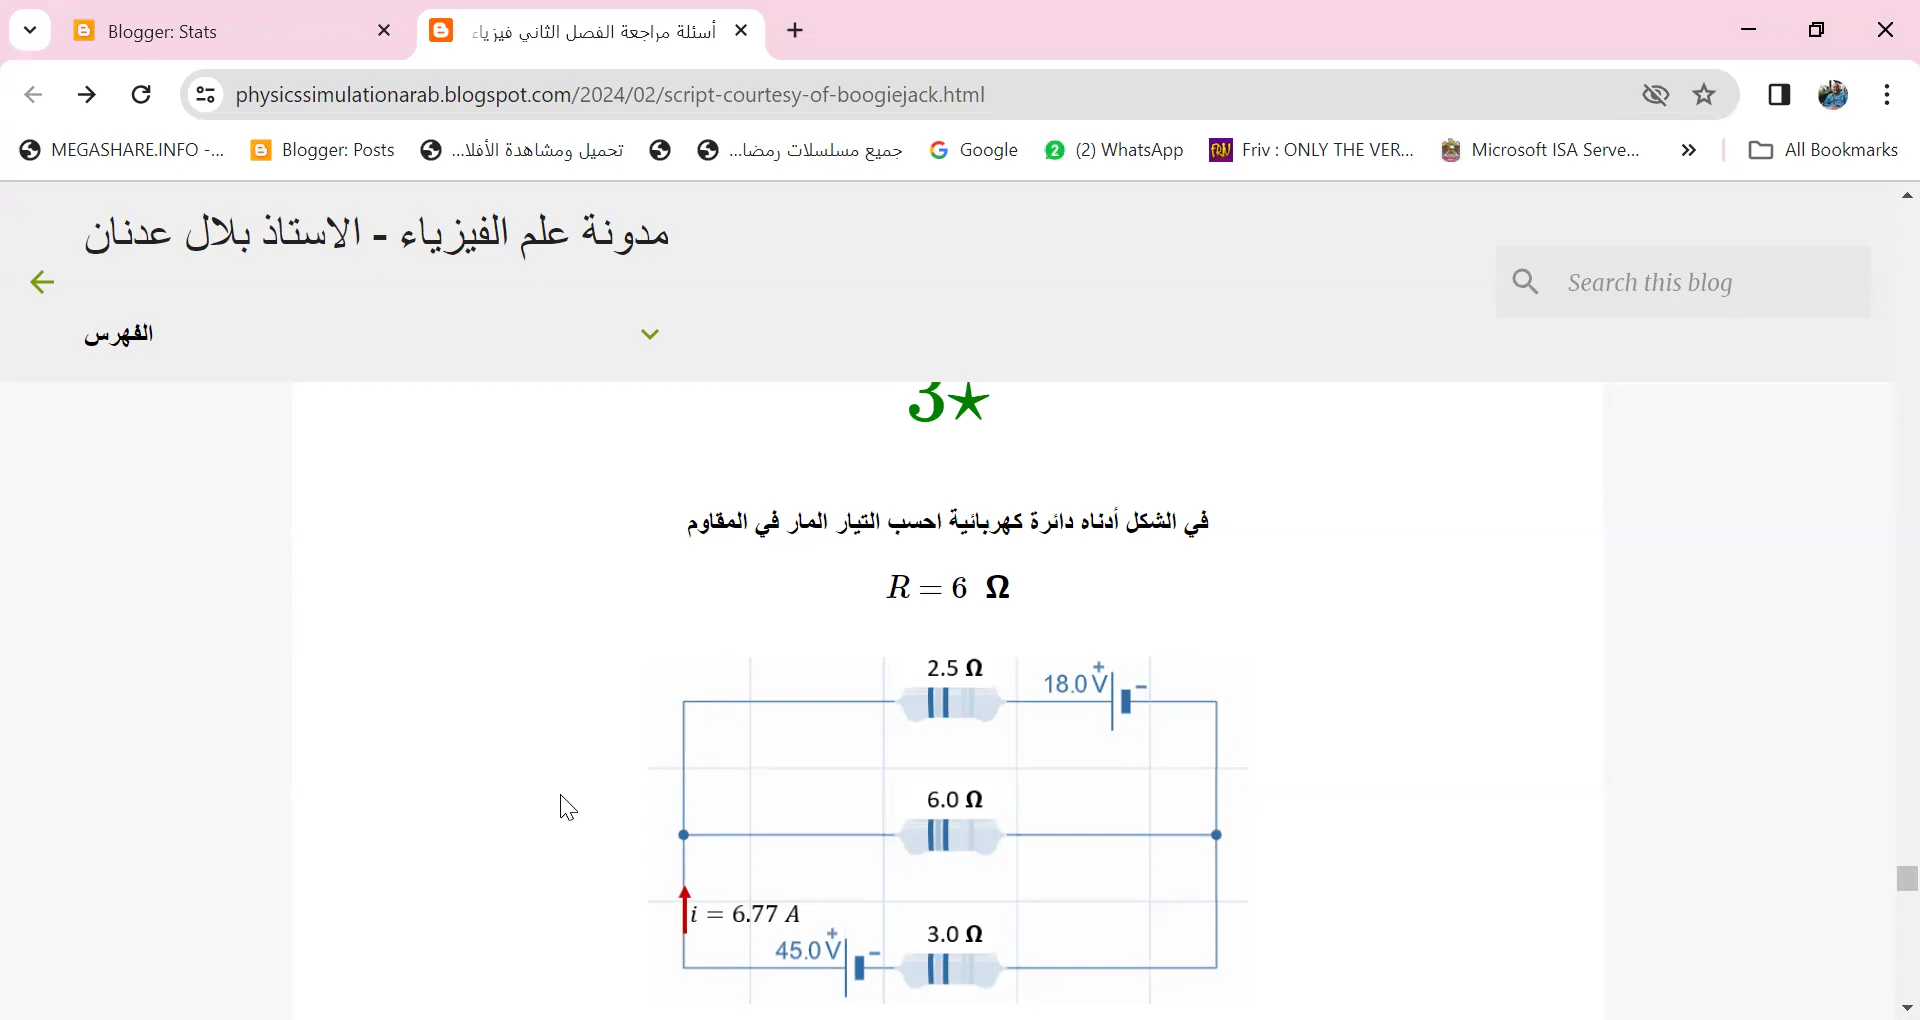 Blogger: Stats
أسئلة مراجعة الفصل الثاني فيزياء
physicssimulationarab.blogspot.com/2024/02/script-courtesy-of-boogiejack.html
MEGASHARE.INFO -...
Blogger: Posts
تحميل ومشاهدة الأفلا...
جميع مسلسلات رمضا...
Google
(2) WhatsApp
Friv : ONLY THE VER...
Microsoft ISA Serve...
»
All Bookmarks
مدونة علم الفيزياء - الاستاذ بلال عدنان
Search this blog
الفهرس
3★
في الشكل أدناه دائرة كهربائية احسب التيار المار في المقاوم
R = 6 Ω
2.5 Ω
18.0 V + -
6.0 Ω
i = 6.77 A
3.0 Ω
45.0 V + -